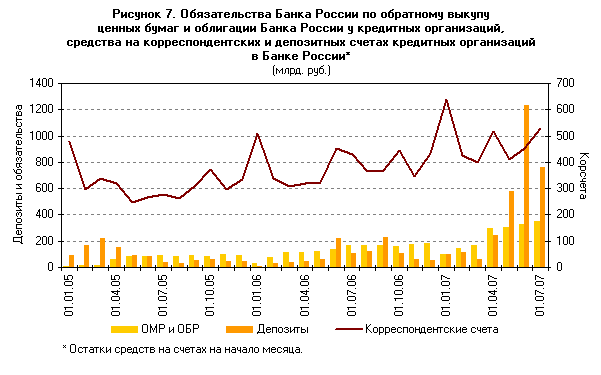 Рисунок 7. Обязательства Банка России по обратному выкупу
ценных бумаг и облигации Банка России у кредитных организаций,
средства на корреспондентских и депозитных счетах кредитных организаций
в Банке России*
(млрд. руб.)
Депозиты и обязательства
1400
1200
1000
800
600
400
200
0
700
600
500
400
300
200
100
0
Корсчета
01.01.05
01.04.05
01.07.05
01.10.05
01.01.06
01.04.06
01.07.06
01.10.06
01.01.07
01.04.07
01.07.07
ОМР и ОБР
Депозиты
Корреспондентские счета
* Остатки средств на счетах на начало месяца.